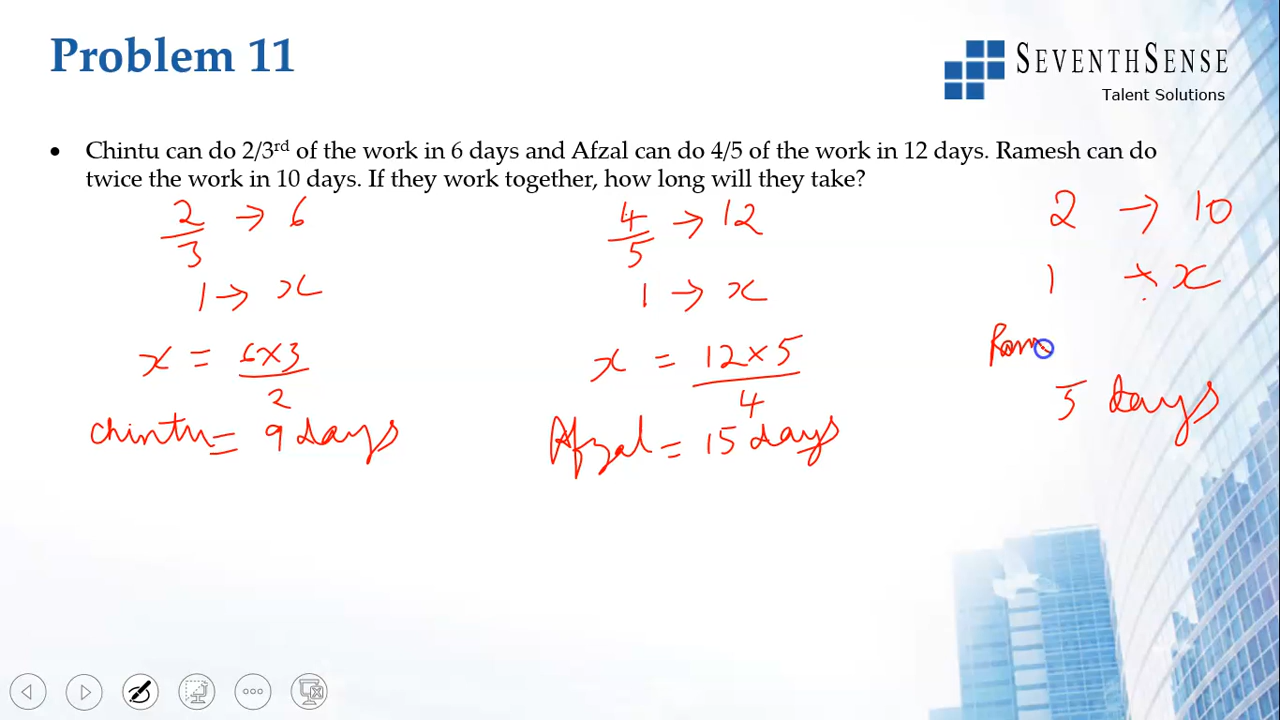 Problem 11
SEVENTHSENSE
Talent Solutions
• Chintu can do 2/3rd of the work in 6 days and Afzal can do 4/5 of the work in 12 days. Ramesh can do
twice the work in 10 days. If they work together, how long will they take?
2/3 → 6
1 → x
x = 6×3/2
chintu = 9 days
4/5 → 12
1 → x
x = 12×5/4
Afzal = 15 days
2 → 10
1 → x
Ram
5 days